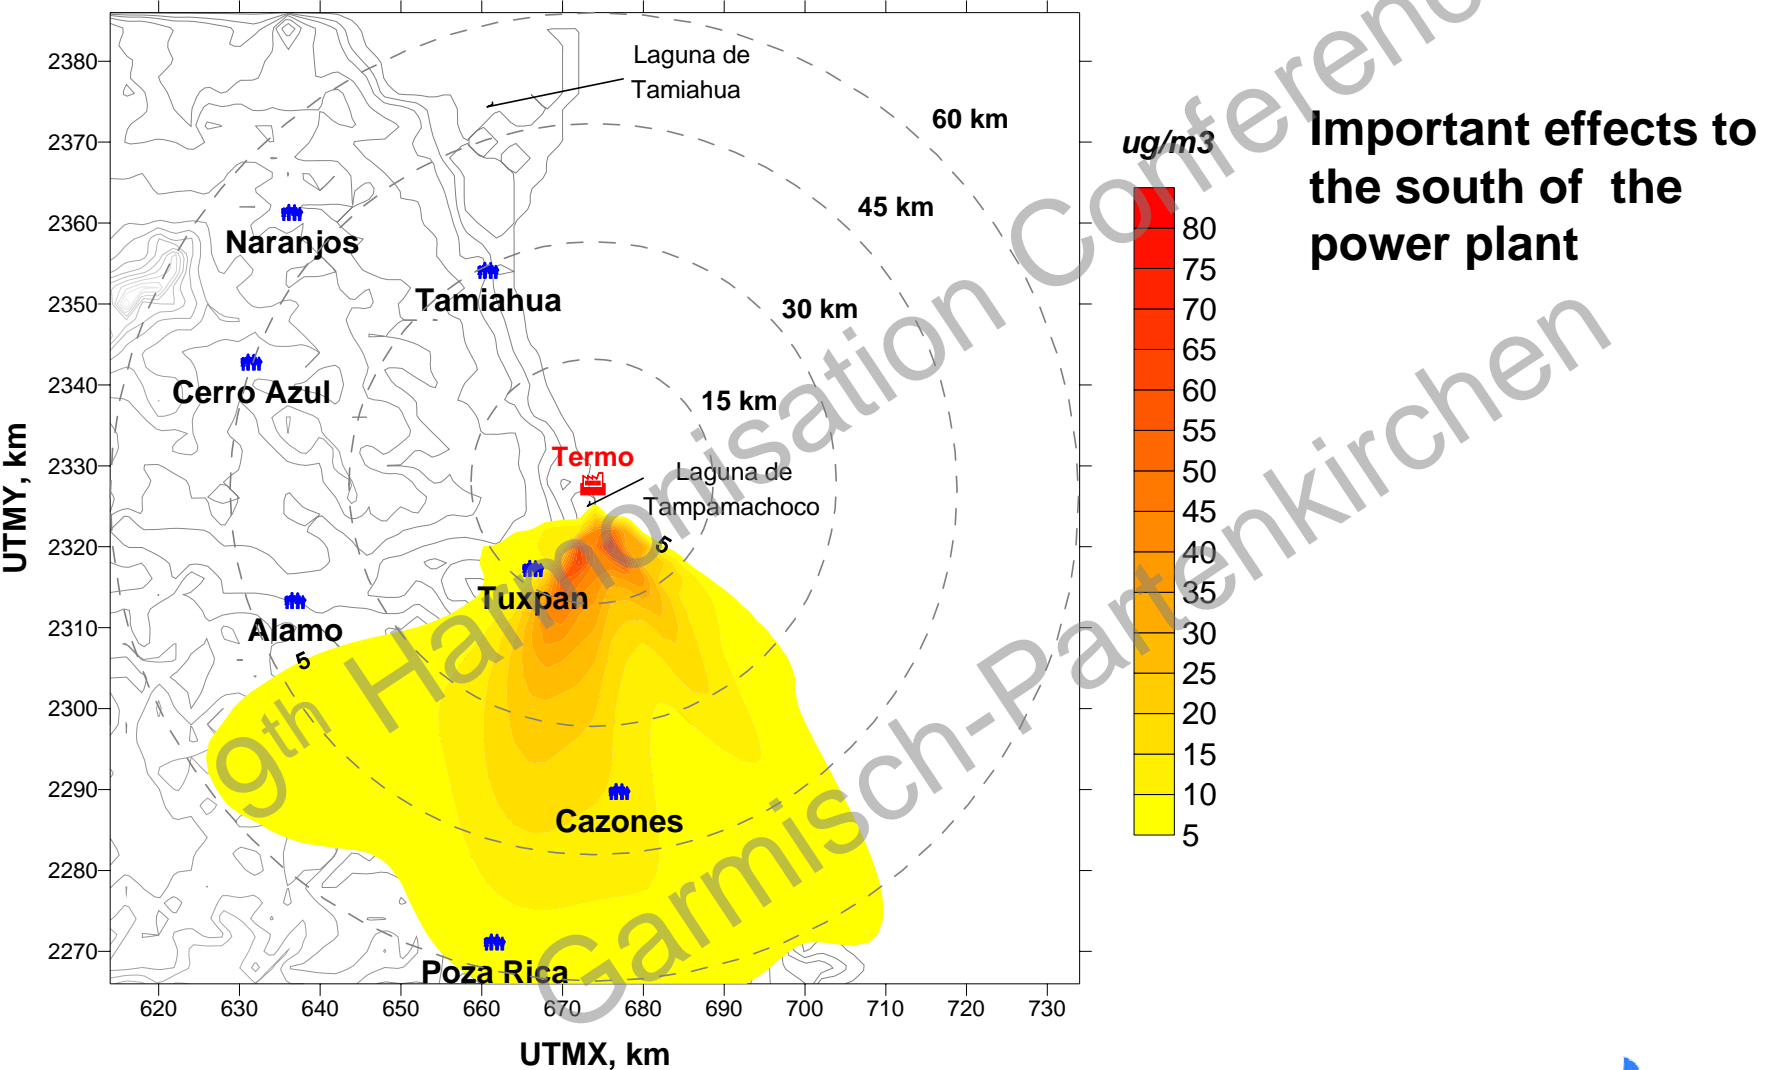 Laguna de
Tamiahua
60 km
45 km
30 km
15 km
Naranjos
Tamiahua
Cerro Azul
Termo
Laguna de
Tampamachoco
5
Tuxpan
Alamo
5
Cazones
Poza Rica
2380
2370
2360
2350
2340
2330
2320
2310
2300
2290
2280
2270
UTMY, km
620 630 640 650 660 670 680 690 700 710 720 730
UTMX, km
ug/m3
80
75
70
65
60
55
50
45
40
35
30
25
20
15
10
5
Important effects to
the south of the
power plant
9th Harmonisation Conferenc
Garmisch-Partenkirchen